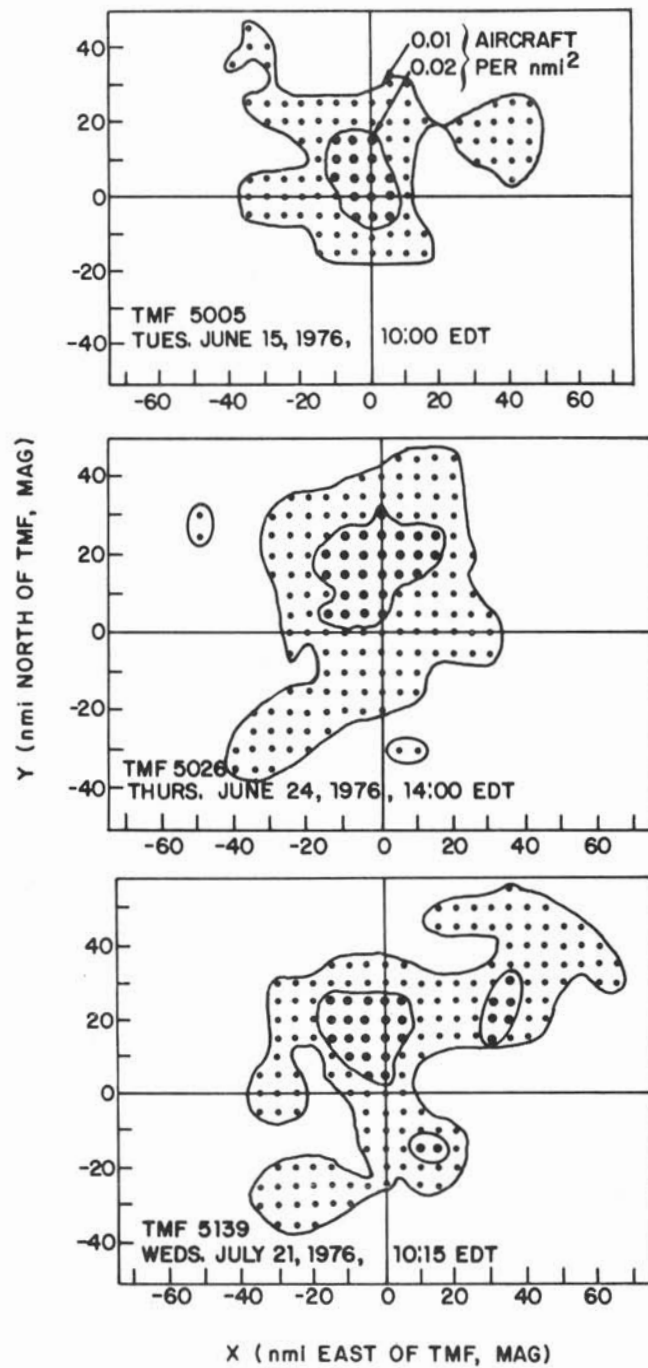 40
20
0
-20
-40
0.01 } AIRCRAFT
0.02 } PER nmi²
TMF 5005
TUES. JUNE 15, 1976, 10:00 EDT
-60 -40 -20 0 20 40 60
40
20
0
-20
-40
TMF 5026
THURS. JUNE 24, 1976, 14:00 EDT
-60 -40 -20 0 20 40 60
40
20
0
-20
-40
TMF 5139
WEDS. JULY 21, 1976, 10:15 EDT
-60 -40 -20 0 20 40 60
Y (nmi NORTH OF TMF, MAG)
X (nmi EAST OF TMF, MAG)